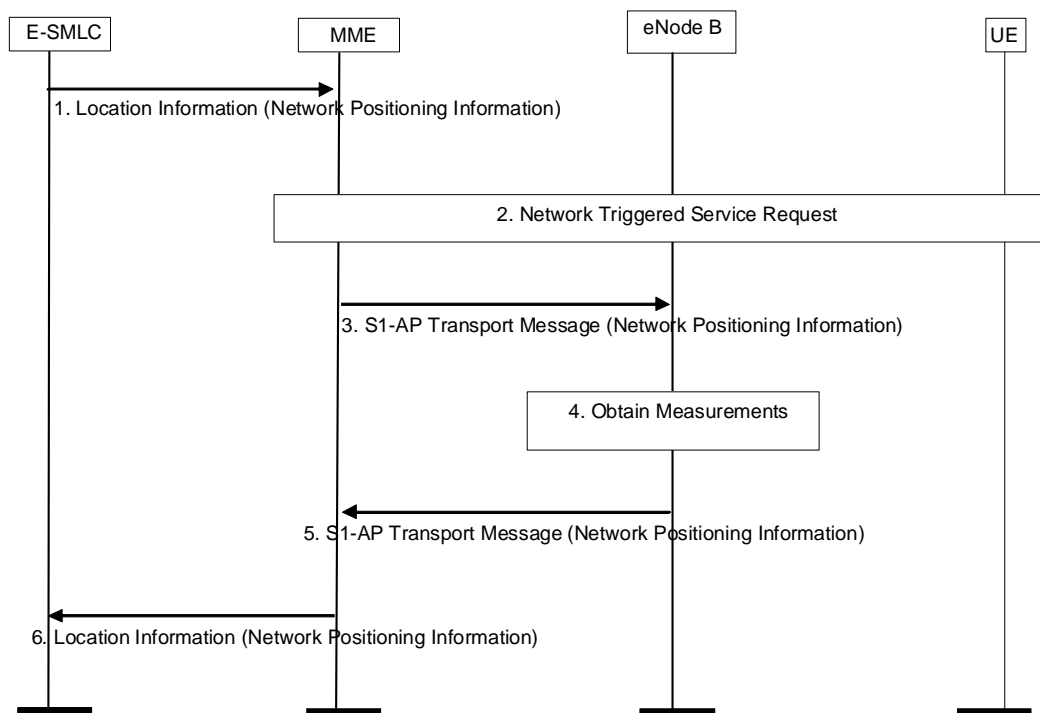 E-SMLC
MME
eNode B
UE
1. Location Information (Network Positioning Information)
2. Network Triggered Service Request
3. S1-AP Transport Message (Network Positioning Information)
4. Obtain Measurements
5. S1-AP Transport Message (Network Positioning Information)
6. Location Information (Network Positioning Information)